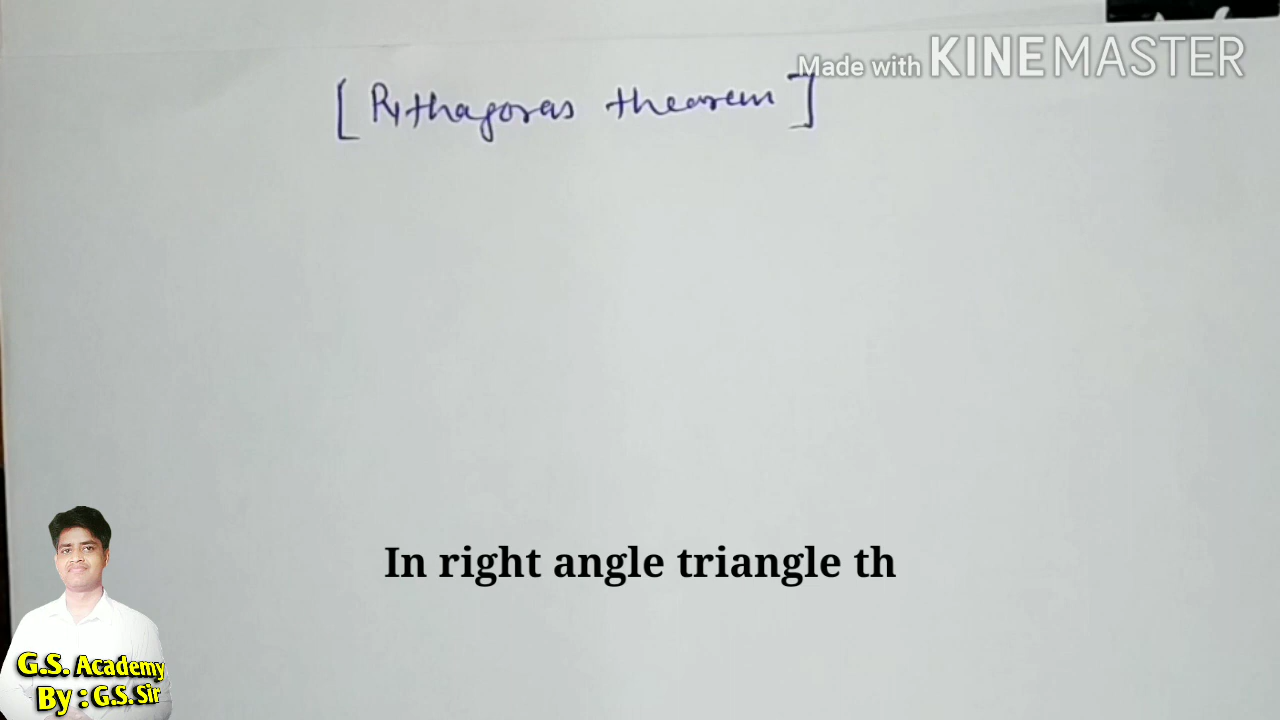 Made with KINEMASTER
[Pythagoras theorem]
In right angle triangle th
G.S. Academy
By : G.S. Sir